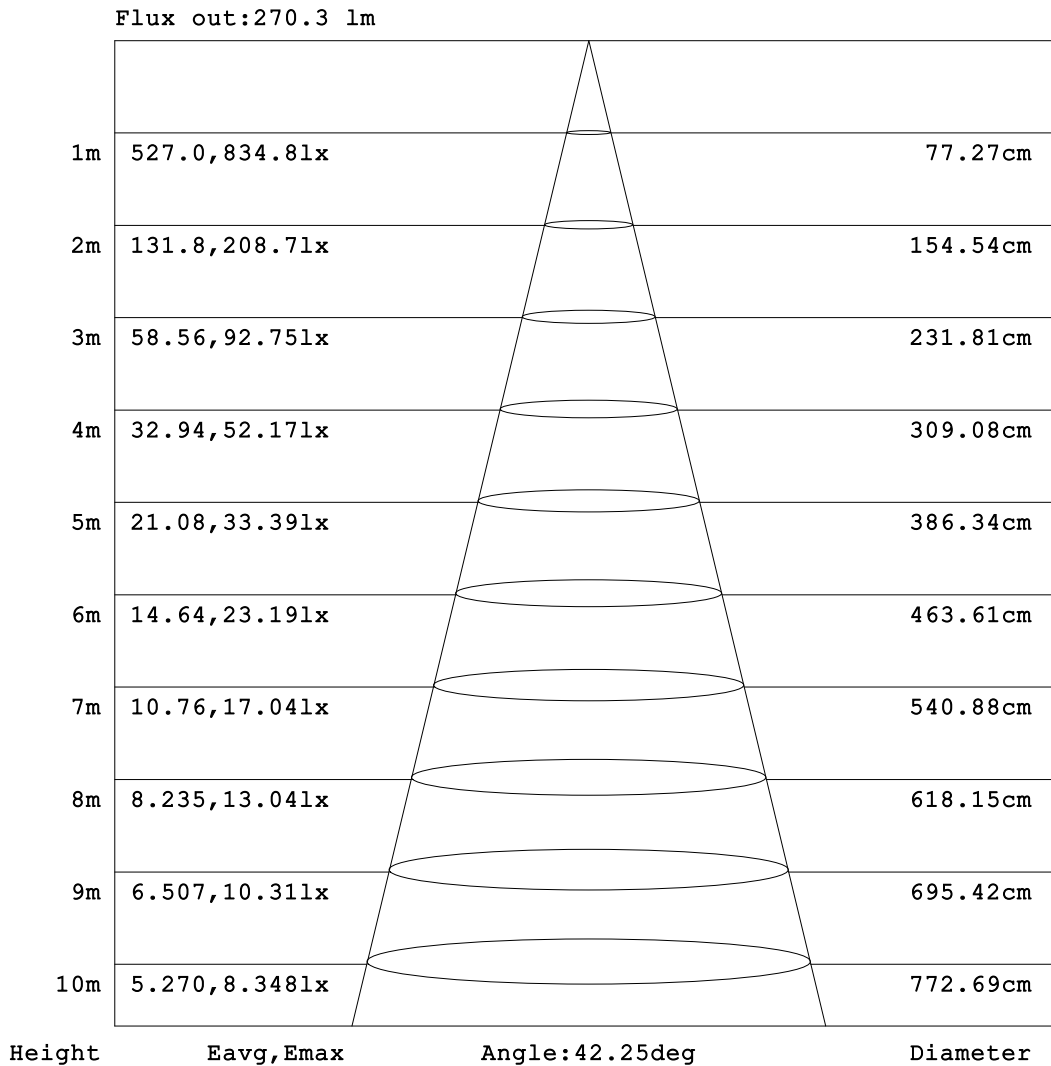 Flux out:270.3 lm
1m 527.0,834.8lx 77.27cm
2m 131.8,208.7lx 154.54cm
3m 58.56,92.75lx 231.81cm
4m 32.94,52.17lx 309.08cm
5m 21.08,33.39lx 386.34cm
6m 14.64,23.19lx 463.61cm
7m 10.76,17.04lx 540.88cm
8m 8.235,13.04lx 618.15cm
9m 6.507,10.31lx 695.42cm
10m 5.270,8.348lx 772.69cm
Height Eavg,Emax Angle:42.25deg Diameter